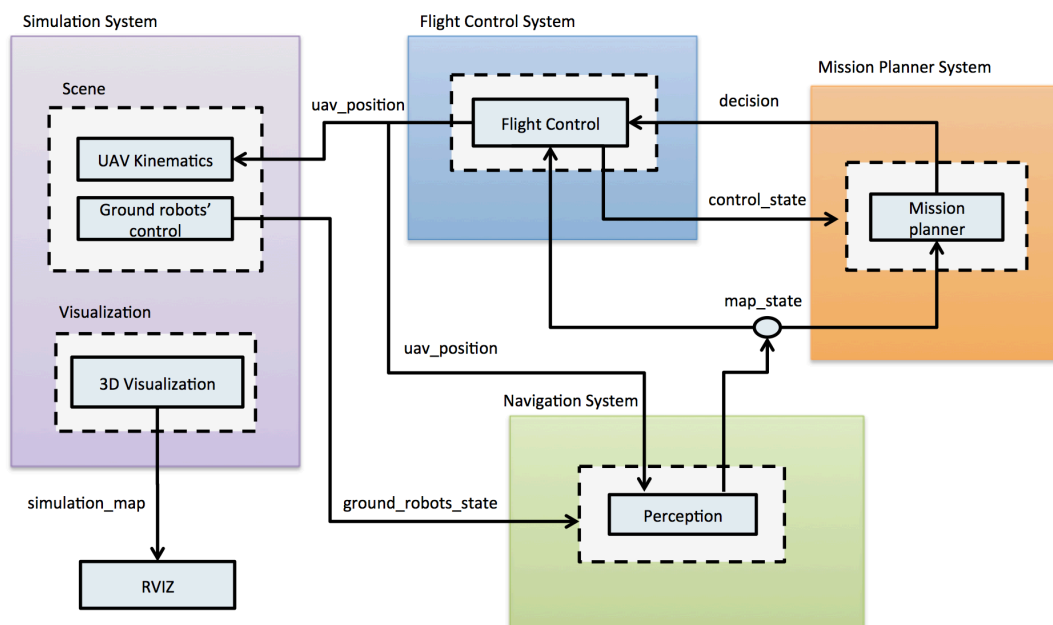 Simulation System
Flight Control System
Mission Planner System
Scene
uav_position
decision
Flight Control
UAV Kinematics
Ground robots'
control
control_state
Mission
planner
Visualization
map_state
uav_position
3D Visualization
Navigation System
simulation_map
ground_robots_state
Perception
RVIZ